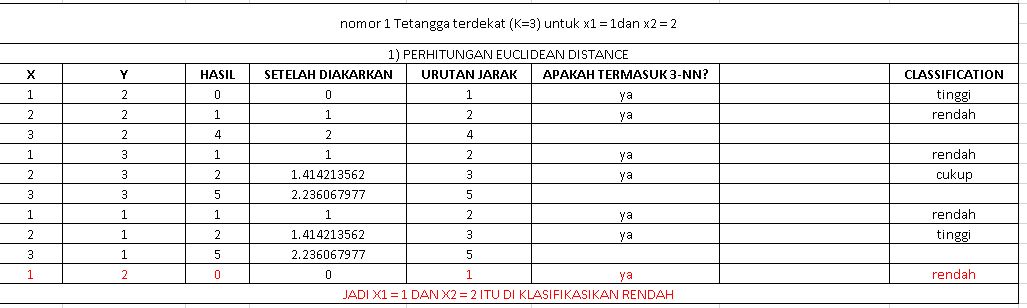 nomor 1 Tetangga terdekat (K=3) untuk x1 = 1dan x2 = 2
1) PERHITUNGAN EUCLIDEAN DISTANCE
X Y HASIL SETELAH DIAKARKAN URUTAN JARAK APAKAH TERMASUK 3-NN? CLASSIFICATION
1 2 0 0 1 ya tinggi
2 2 1 1 2 ya rendah
3 2 4 2 4
1 3 1 1 2 ya rendah
2 3 2 1.414213562 3 ya cukup
3 3 5 2.236067977 5
1 1 1 1 2 ya rendah
2 1 2 1.414213562 3 ya tinggi
3 1 5 2.236067977 5
1 2 0 0 1 ya rendah
JADI X1 = 1 DAN X2 = 2 ITU DI KLASIFIKASIKAN RENDAH